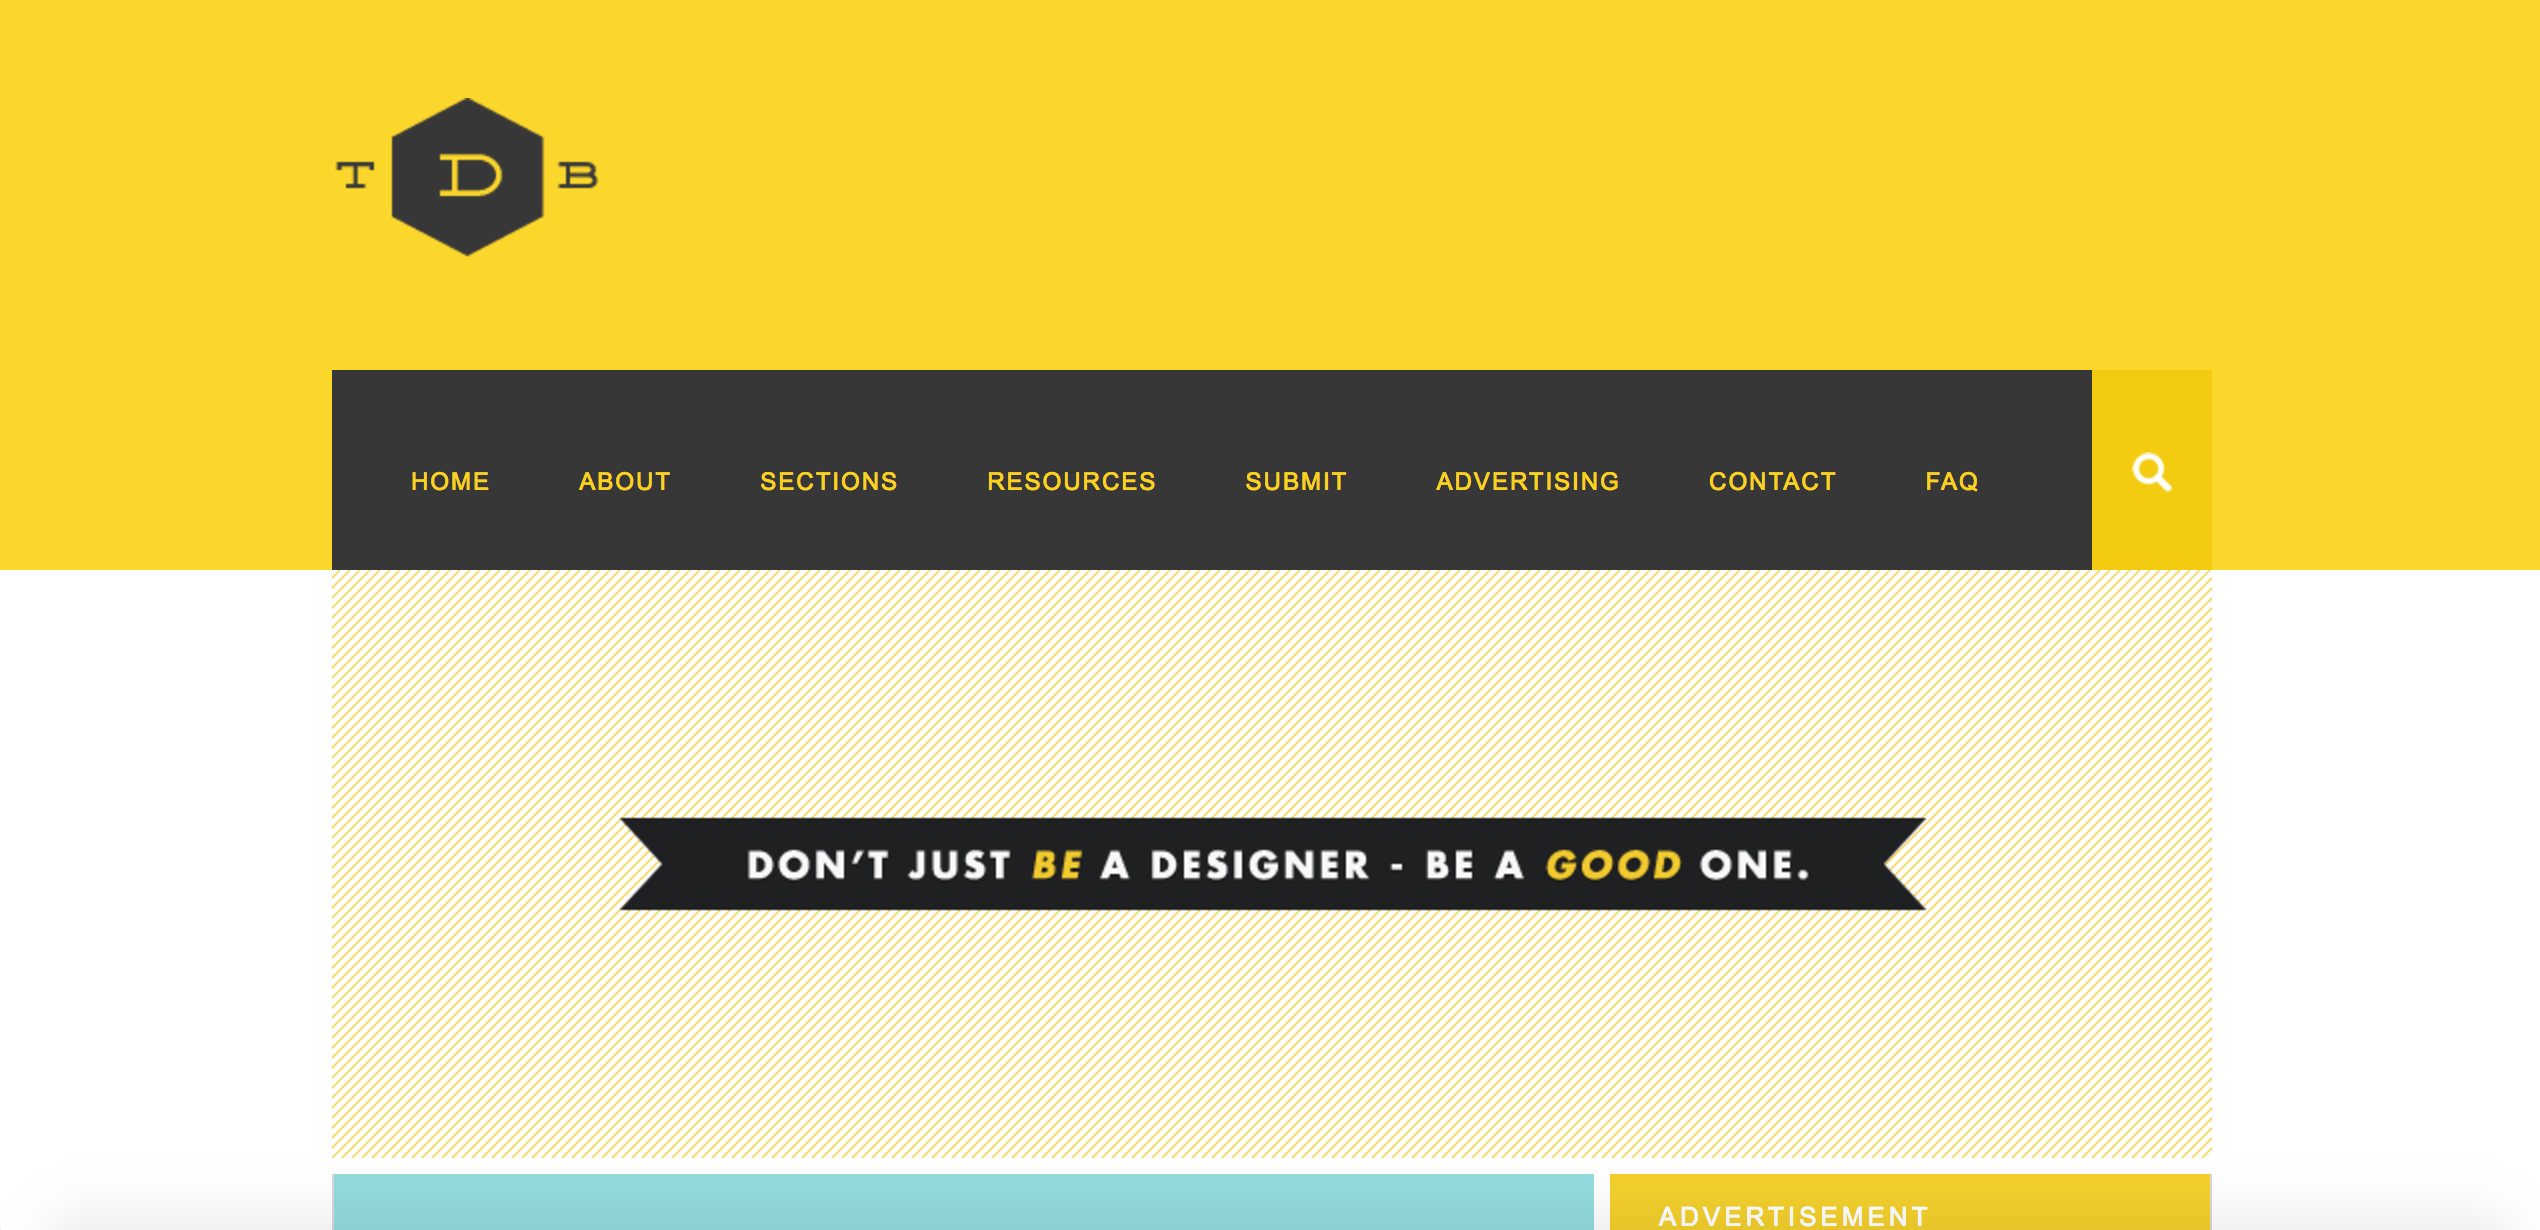 T D B
HOME ABOUT SECTIONS RESOURCES SUBMIT ADVERTISING CONTACT FAQ
DON’T JUST BE A DESIGNER - BE A GOOD ONE.
ADVERTISEMENT